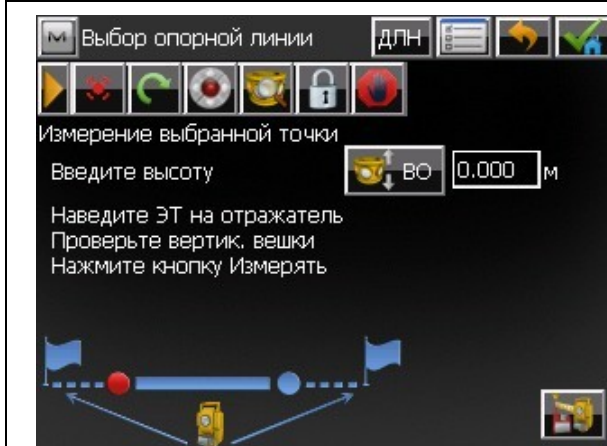 M Выбор опорной линии ДЛН
Измерение выбранной точки
Введите высоту ВО 0.000 м
Наведите ЭТ на отражатель
Проверьте вертик. вешки
Нажмите кнопку Измерять